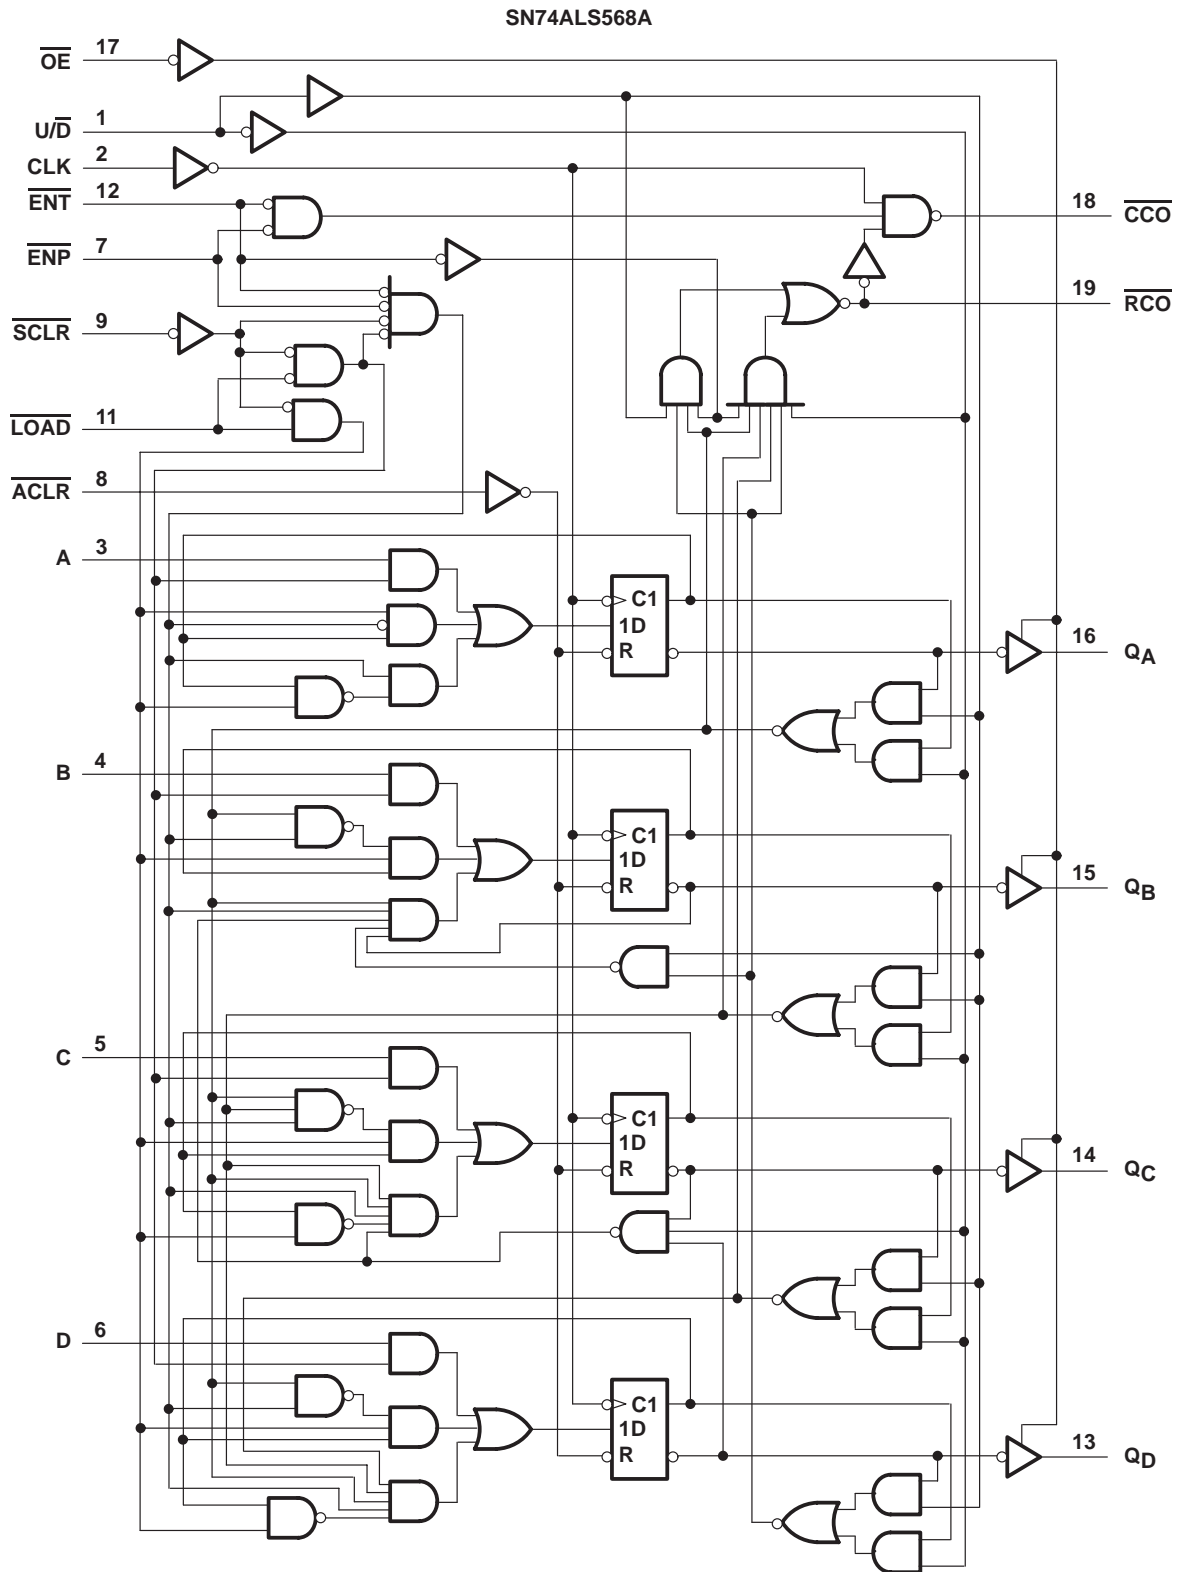 SN74ALS568A
OE 17
U/D 1
CLK 2
ENT 12
ENP 7
SCLR 9
LOAD 11
ACLR 8
18 CCO
19 RCO
A 3
C1
1D
R
16 QA
B 4
C1
1D
R
15 QB
C 5
C1
1D
R
14 QC
D 6
C1
1D
R
13 QD